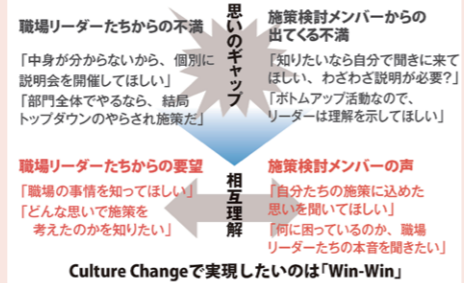 職場リーダーたちからの不満
「中身が分からないから、個別に
説明会を開催してほしい」
「部門全体でやるなら、結局
トップダウンのやらされ施策だ」
思いのギャップ
施策検討メンバーからの
出てくる不満
「知りたいなら自分で聞きに来て
ほしい、わざわざ説明が必要?」
「ボトムアップ活動なので、
リーダーは理解を示してほしい」
職場リーダーたちからの要望
「職場の事情を知ってほしい」
「どんな思いで施策を
考えたのかを知りたい」
相互理解
施策検討メンバーの声
「自分たちの施策に込めた
思いを聞いてほしい」
「何に困っているのか、職場
リーダーたちの本音を聞きたい」
Culture Changeで実現したいのは「Win-Win」